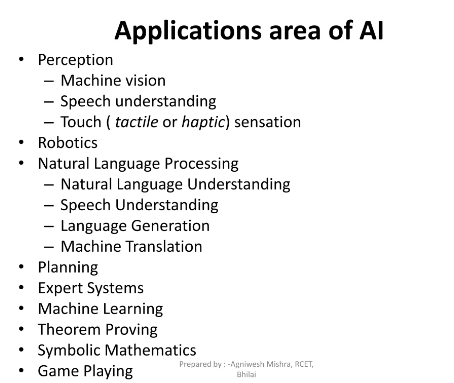 Applications area of AI
• Perception
– Machine vision
– Speech understanding
– Touch ( tactile or haptic) sensation
• Robotics
• Natural Language Processing
– Natural Language Understanding
– Speech Understanding
– Language Generation
– Machine Translation
• Planning
• Expert Systems
• Machine Learning
• Theorem Proving
• Symbolic Mathematics
• Game Playing
Prepared by : -Agniwesh Mishra, RCET,
Bhilai